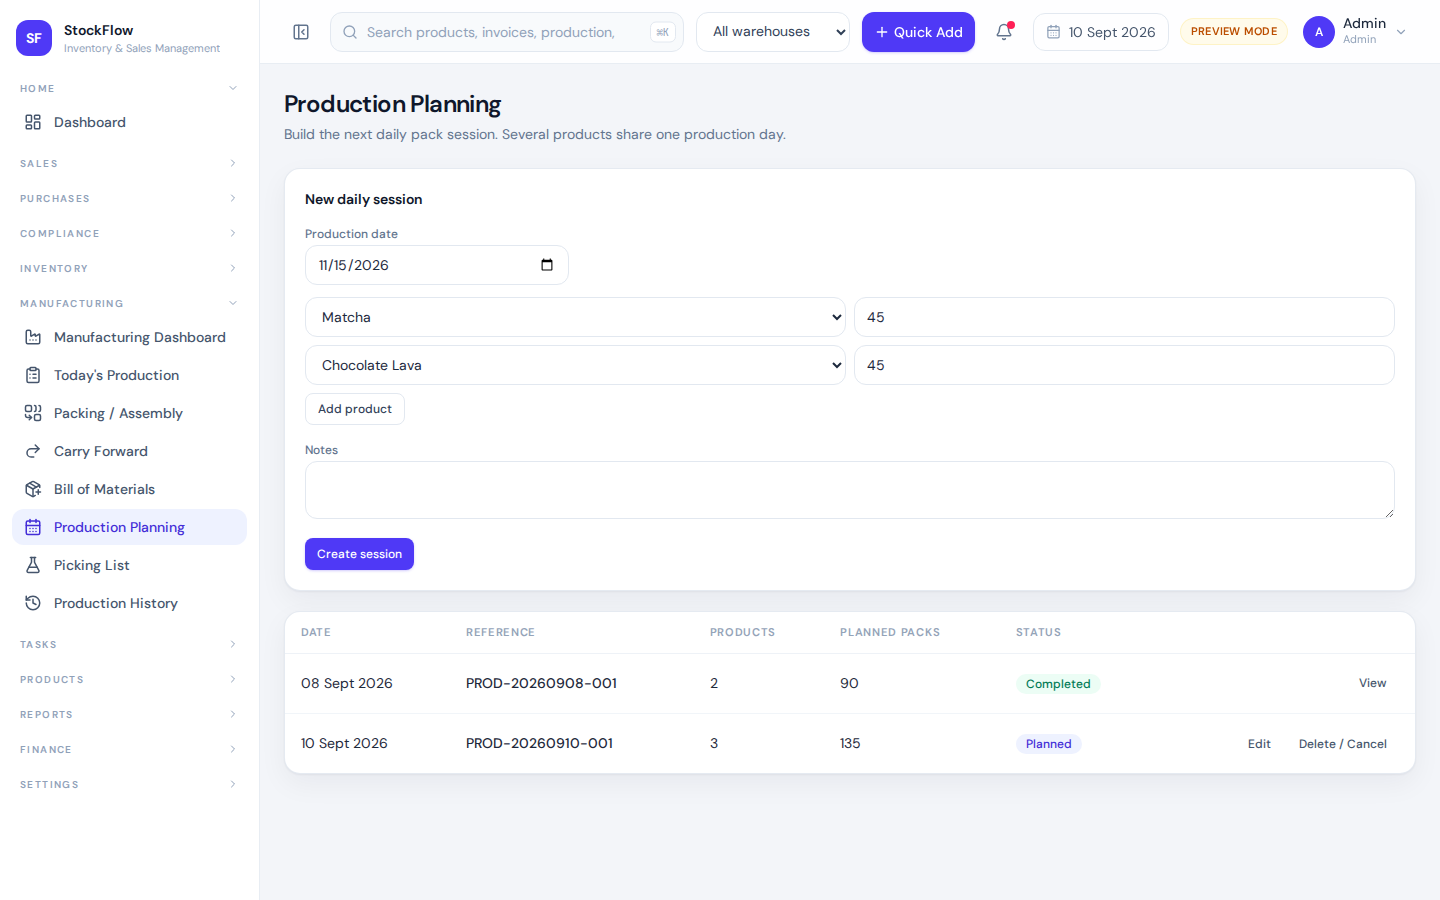 SF
StockFlow
Inventory & Sales Management
HOME
Dashboard
SALES
PURCHASES
COMPLIANCE
INVENTORY
MANUFACTURING
Manufacturing Dashboard
Today's Production
Packing / Assembly
Carry Forward
Bill of Materials
Production Planning
Picking List
Production History
TASKS
PRODUCTS
REPORTS
FINANCE
SETTINGS
Search products, invoices, production, ⌘K
All warehouses
+ Quick Add
10 Sept 2026
PREVIEW MODE
A
Admin
Admin
Production Planning
Build the next daily pack session. Several products share one production day.
New daily session
Production date
11/15/2026
Matcha 45
Chocolate Lava 45
Add product
Notes
Create session
DATE REFERENCE PRODUCTS PLANNED PACKS STATUS
08 Sept 2026 PROD-20260908-001 2 90 Completed View
10 Sept 2026 PROD-20260910-001 3 135 Planned Edit Delete / Cancel